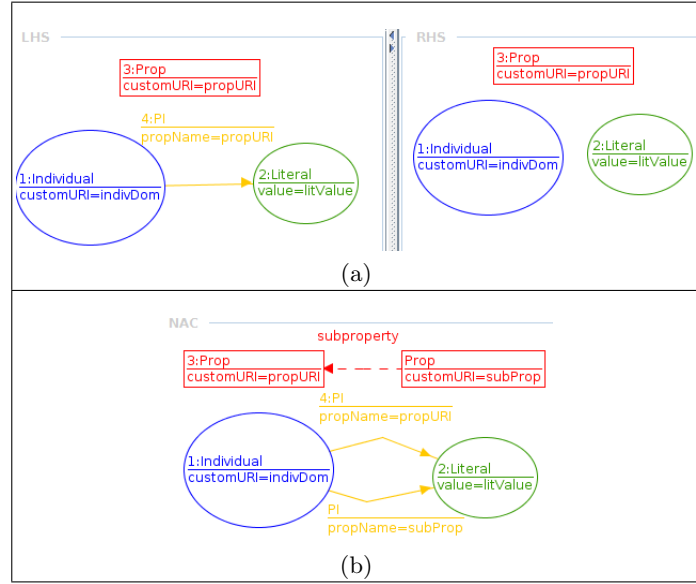 LHS
RHS
3:Prop
customURI=propURI
4:PI
propName=propURI
1:Individual
customURI=indivDom
2:Literal
value=litValue
3:Prop
customURI=propURI
1:Individual
customURI=indivDom
2:Literal
value=litValue
(a)
NAC
subproperty
3:Prop
customURI=propURI
Prop
customURI=subProp
4:PI
propName=propURI
1:Individual
customURI=indivDom
2:Literal
value=litValue
PI
propName=subProp
(b)